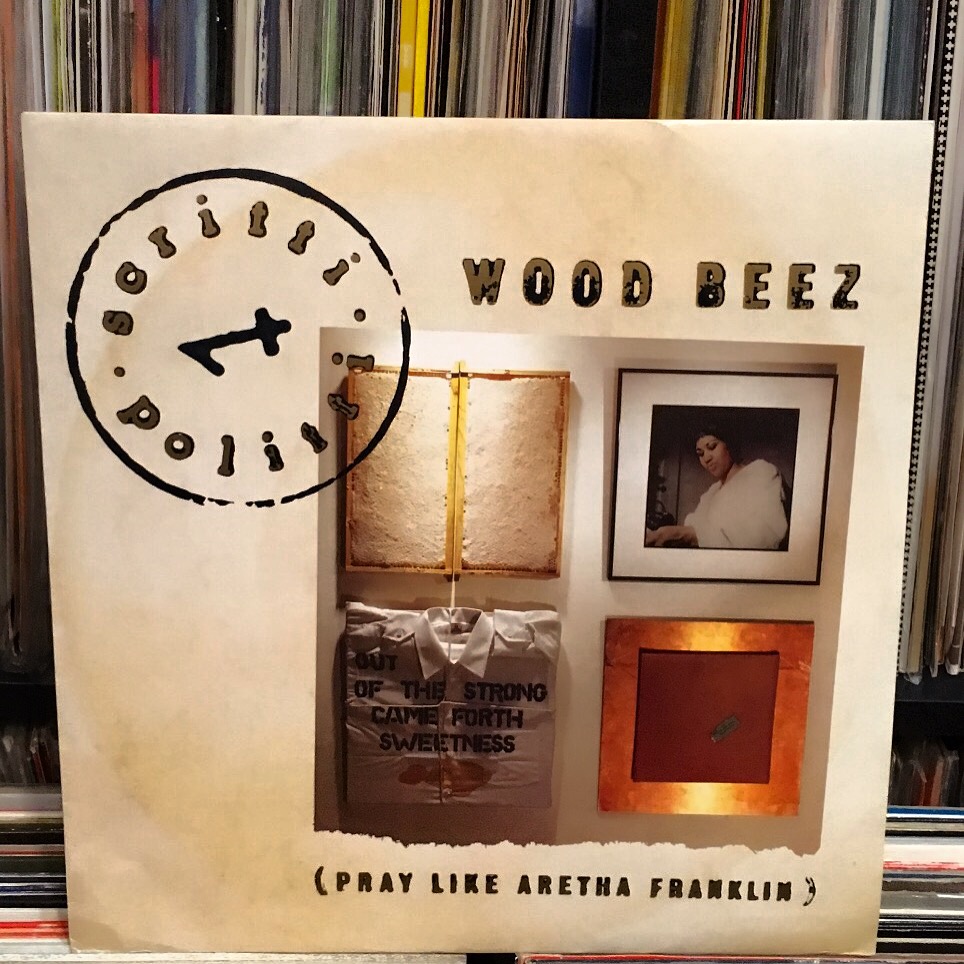 scritti
politti
WOOD BEEZ
OUT
OF THE STRONG
CAME FORTH
SWEETNESS
(PRAY LIKE ARETHA FRANKLIN)